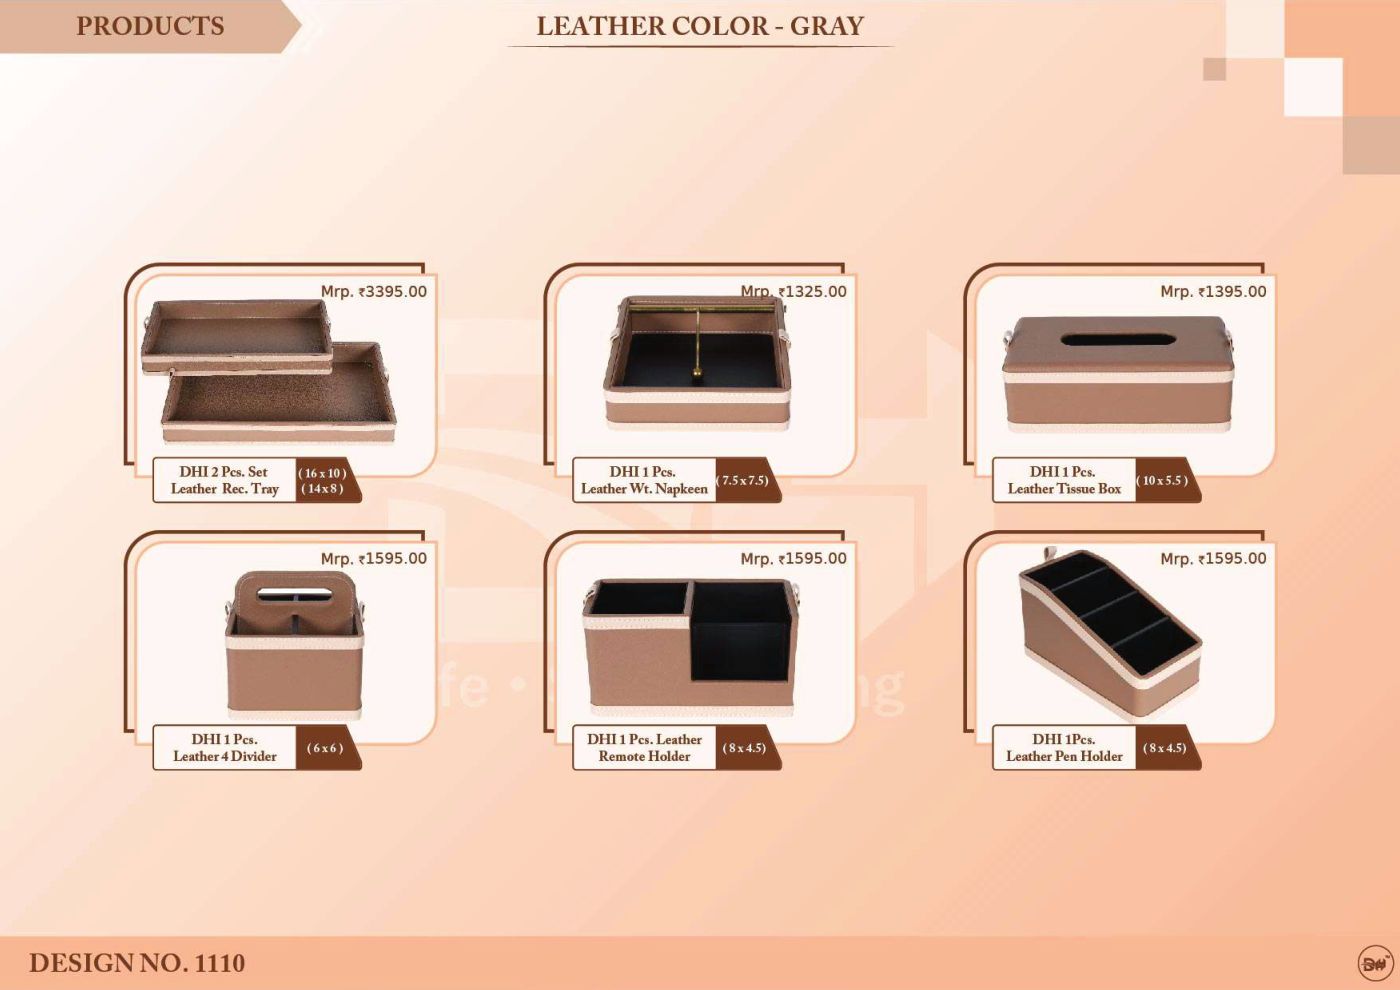 PRODUCTS
LEATHER COLOR - GRAY
Mrp. ₹3395.00
DHI 2 Pcs. Set
Leather Rec. Tray
( 16 x 10 )
( 14 x 8 )
Mrp. ₹1325.00
DHI 1 Pcs.
Leather Wt. Napkeen
( 7.5 x 7.5)
Mrp. ₹1395.00
DHI 1 Pcs.
Leather Tissue Box
( 10 x 5.5 )
Mrp. ₹1595.00
DHI 1 Pcs.
Leather 4 Divider
( 6 x 6 )
Mrp. ₹1595.00
DHI 1 Pcs. Leather
Remote Holder
( 8 x 4.5)
Mrp. ₹1595.00
DHI 1Pcs.
Leather Pen Holder
( 8 x 4.5)
DESIGN NO. 1110